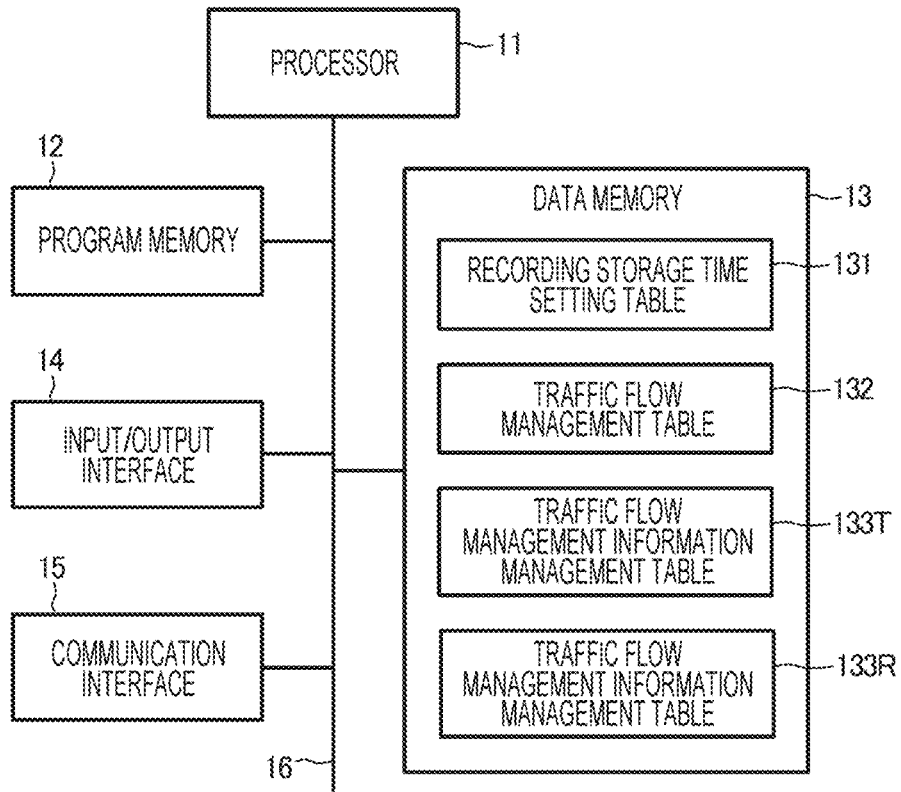 PROCESSOR
11
12
PROGRAM MEMORY
14
INPUT/OUTPUT
INTERFACE
15
COMMUNICATION
INTERFACE
16
DATA MEMORY
13
RECORDING STORAGE TIME
SETTING TABLE
131
TRAFFIC FLOW
MANAGEMENT TABLE
132
TRAFFIC FLOW
MANAGEMENT INFORMATION
MANAGEMENT TABLE
133T
TRAFFIC FLOW
MANAGEMENT INFORMATION
MANAGEMENT TABLE
133R